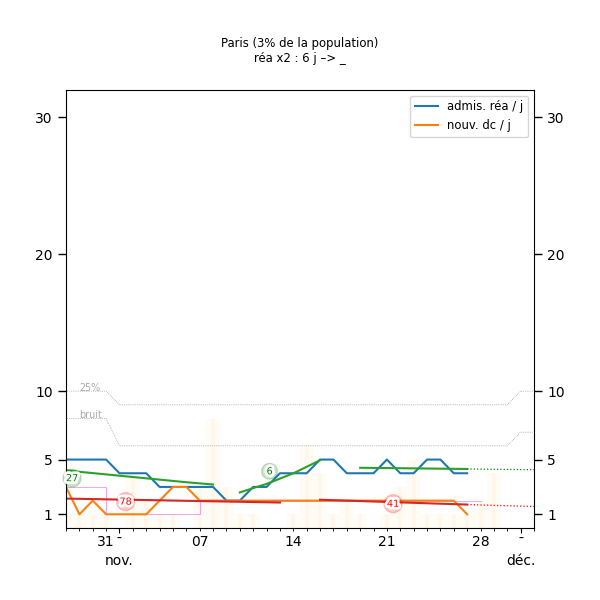 Paris (3% de la population)
réa x2 : 6 j –> _
admis. réa / j
nouv. dc / j
30 30
20 20
10 10
25%
bruit
5 5
27
6
78
41
1 1
31 - 07 14 21 28 -
nov. déc.